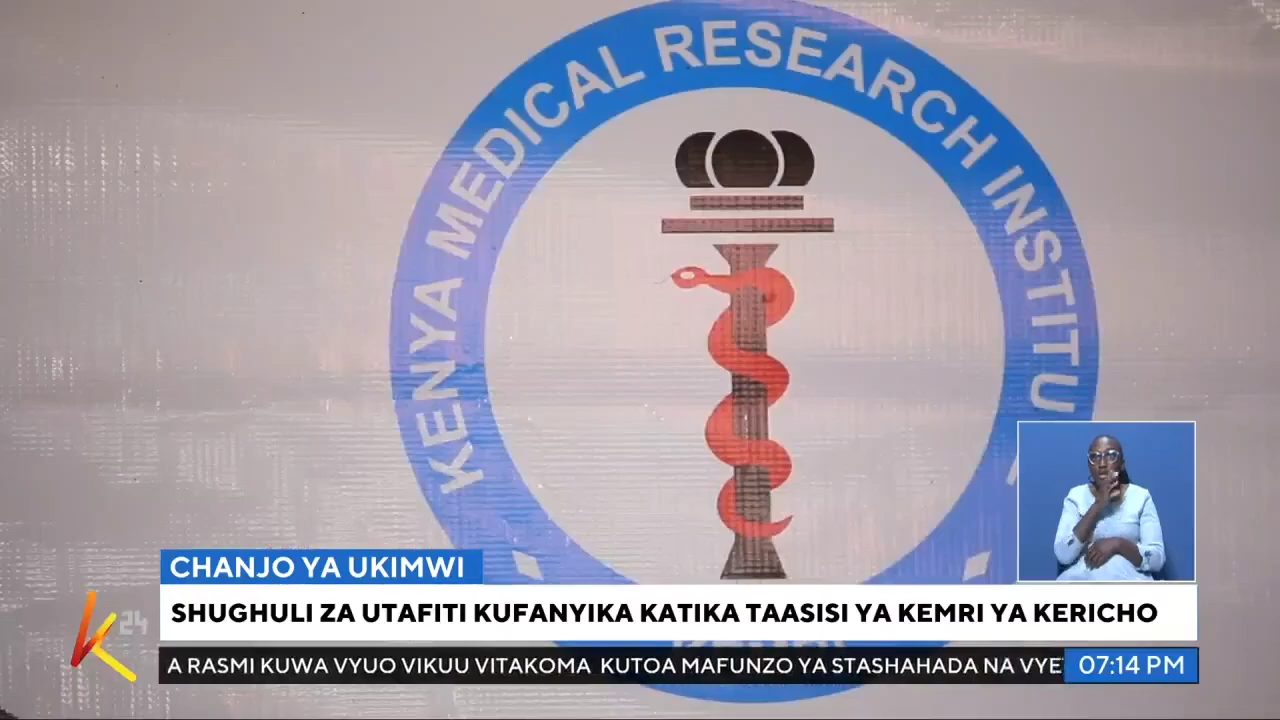 KENYA MEDICAL RESEARCH INSTITU
CHANJO YA UKIMWI
SHUGHULI ZA UTAFITI KUFANYIKA KATIKA TAASISI YA KEMRI YA KERICHO
K24
A RASMI KUWA VYUO VIKUU VITAKOMA KUTOA MAFUNZO YA STASHAHADA NA VYE
07:14 PM